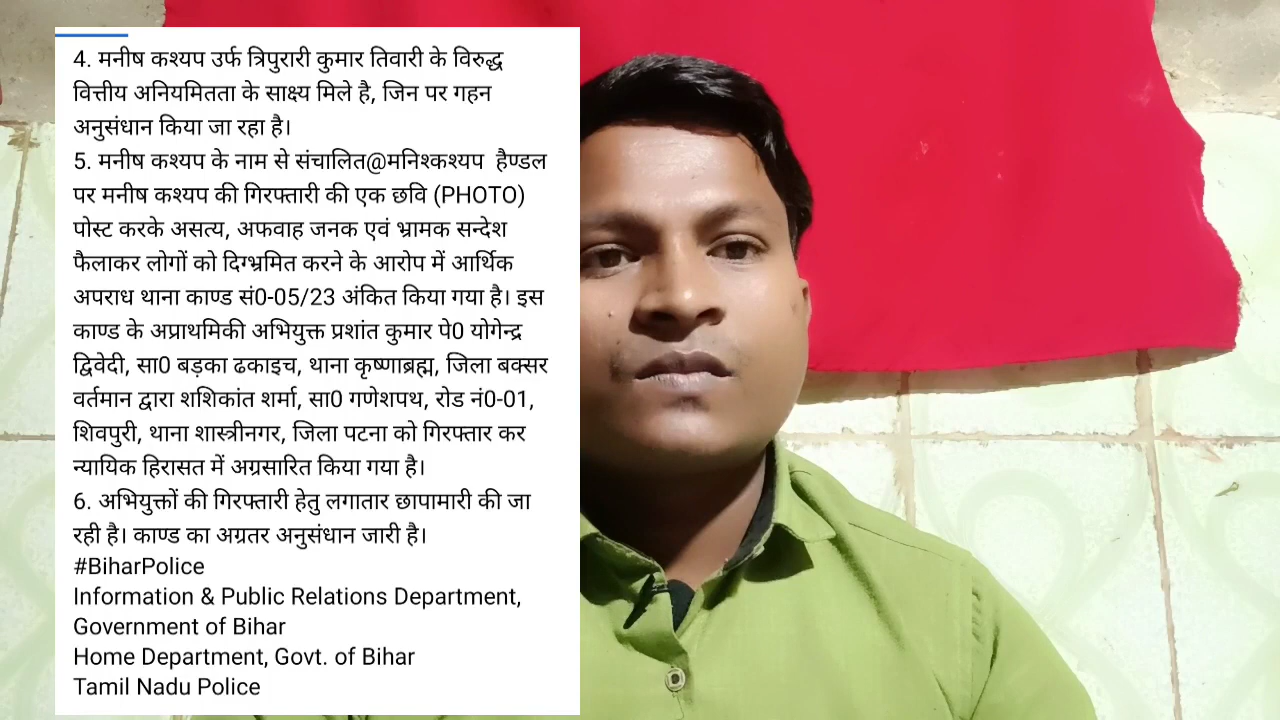 4. मनीष कश्यप उर्फ त्रिपुरारी कुमार तिवारी के विरुद्ध
वित्तीय अनियमितता के साक्ष्य मिले है, जिन पर गहन
अनुसंधान किया जा रहा है।
5. मनीष कश्यप के नाम से संचालित@मनिश्कश्यप हैण्डल
पर मनीष कश्यप की गिरफ्तारी की एक छवि (PHOTO)
पोस्ट करके असत्य, अफवाह जनक एवं भ्रामक सन्देश
फैलाकर लोगों को दिग्भ्रमित करने के आरोप में आर्थिक
अपराध थाना काण्ड सं0-05/23 अंकित किया गया है। इस
काण्ड के अप्राथमिकी अभियुक्त प्रशांत कुमार पे0 योगेन्द्र
द्विवेदी, सा0 बड़का ढकाइच, थाना कृष्णाब्रह्म, जिला बक्सर
वर्तमान द्वारा शशिकांत शर्मा, सा0 गणेशपथ, रोड नं0-01,
शिवपुरी, थाना शास्त्रीनगर, जिला पटना को गिरफ्तार कर
न्यायिक हिरासत में अग्रसारित किया गया है।
6. अभियुक्तों की गिरफ्तारी हेतु लगातार छापामारी की जा
रही है। काण्ड का अग्रतर अनुसंधान जारी है।
#BiharPolice
Information & Public Relations Department,
Government of Bihar
Home Department, Govt. of Bihar
Tamil Nadu Police